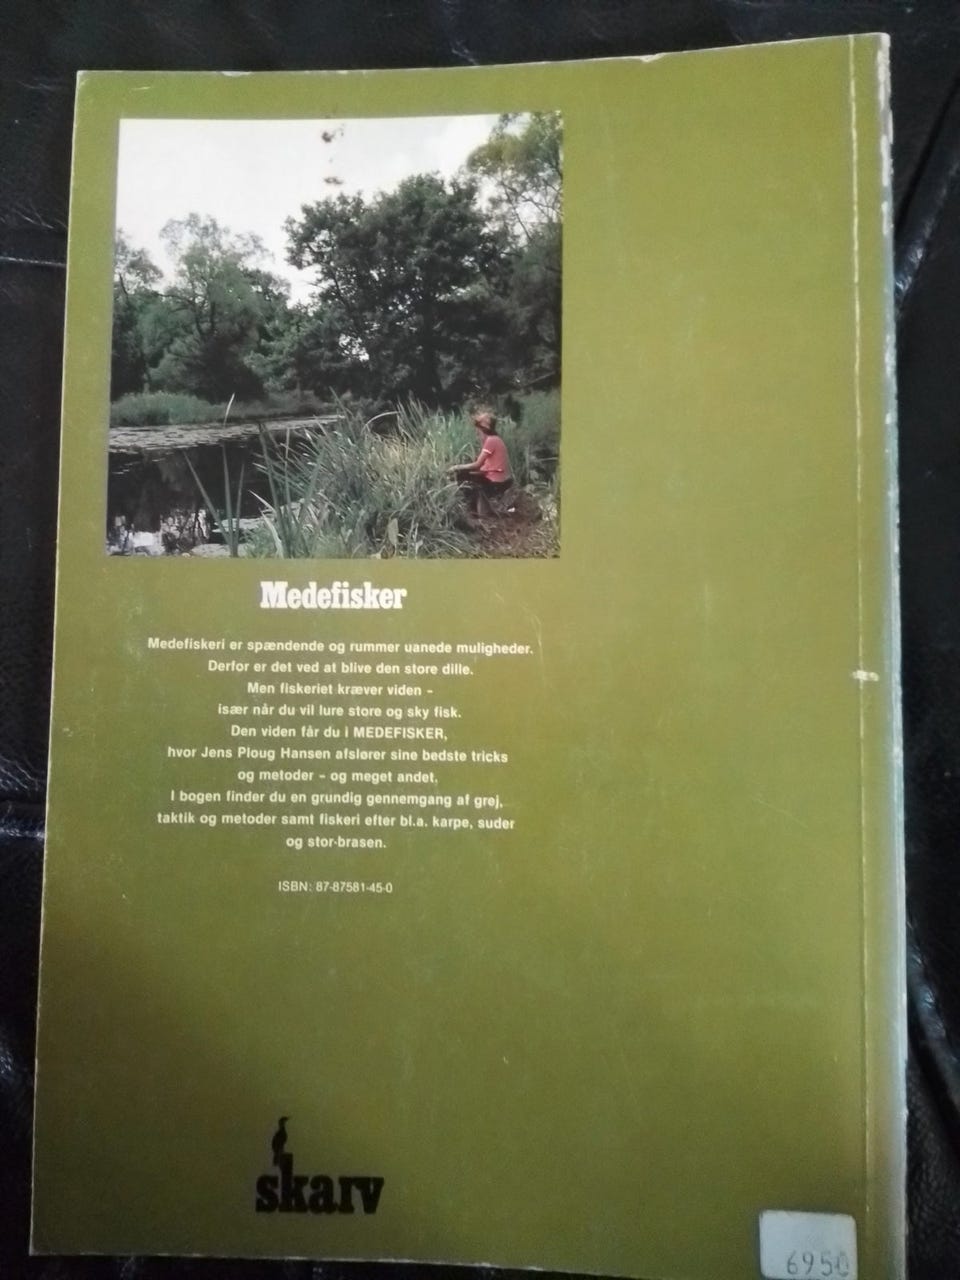 Medefisker
Medefiskeri er spændende og rummer uanede muligheder.
Derfor er det ved at blive den store dille.
Men fiskeriet kræver viden –
især når du vil lure store og sky fisk.
Den viden får du i MEDEFISKER,
hvor Jens Ploug Hansen afslører sine bedste tricks
og metoder – og meget andet.
I bogen finder du en grundig gennemgang af grej,
taktik og metoder samt fiskeri efter bl.a. karpe, suder
og stor-brasen.
ISBN: 87-87581-45-0
skarv
6950